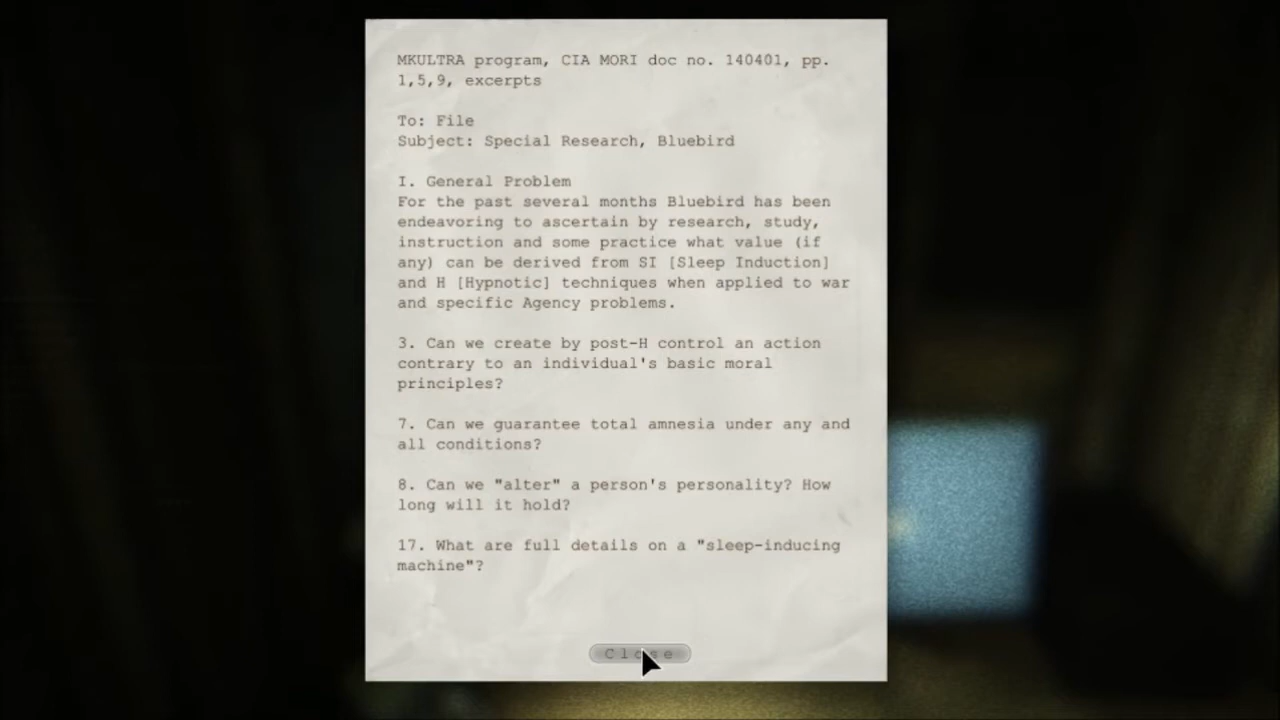 MKULTRA program, CIA MORI doc no. 140401, pp.
1,5,9, excerpts
To: File
Subject: Special Research, Bluebird
I. General Problem
For the past several months Bluebird has been
endeavoring to ascertain by research, study,
instruction and some practice what value (if
any) can be derived from SI [Sleep Induction]
and H [Hypnotic] techniques when applied to war
and specific Agency problems.
3. Can we create by post-H control an action
contrary to an individual's basic moral
principles?
7. Can we guarantee total amnesia under any and
all conditions?
8. Can we "alter" a person's personality? How
long will it hold?
17. What are full details on a "sleep-inducing
machine"?
Close